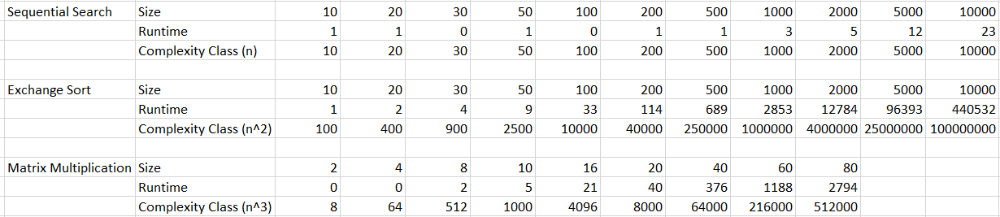 Sequential Search Size 10 20 30 50 100 200 500 1000 2000 5000 10000
Runtime 1 1 0 1 0 1 1 3 5 12 23
Complexity Class (n) 10 20 30 50 100 200 500 1000 2000 5000 10000
Exchange Sort Size 10 20 30 50 100 200 500 1000 2000 5000 10000
Runtime 1 2 4 9 33 114 689 2853 12784 96393 440532
Complexity Class (n^2) 100 400 900 2500 10000 40000 250000 1000000 4000000 25000000 100000000
Matrix Multiplication Size 2 4 8 10 16 20 40 60 80
Runtime 0 0 2 5 21 40 376 1188 2794
Complexity Class (n^3) 8 64 512 1000 4096 8000 64000 216000 512000